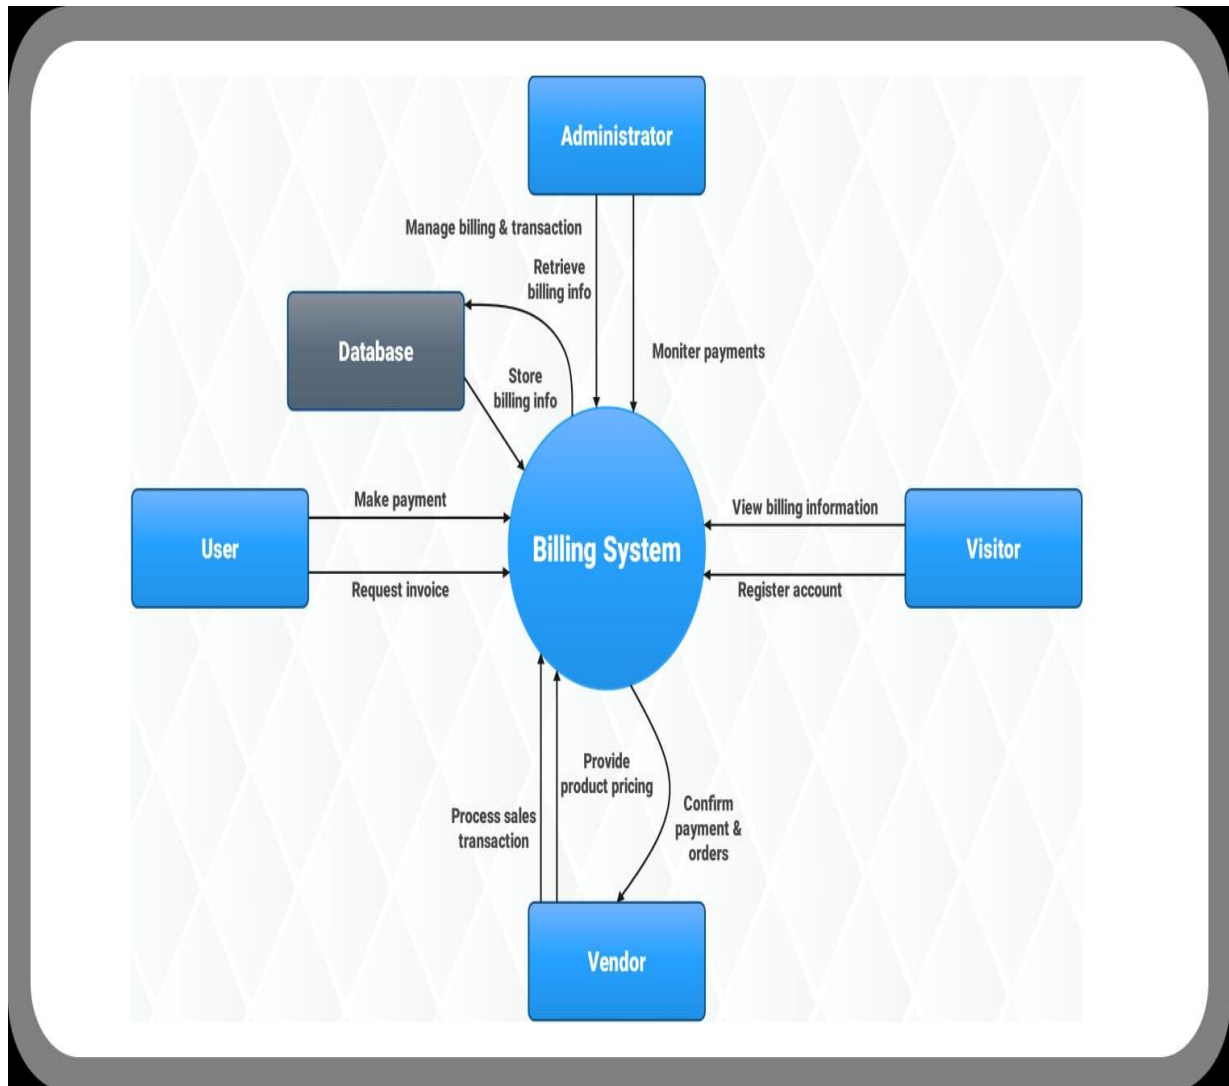 Administrator
Manage billing & transaction
Retrieve
billing info
Moniter payments
Database
Store
billing info
Make payment
View billing information
User
Billing System
Visitor
Request invoice
Register account
Provide
product pricing
Process sales
transaction
Confirm
payment &
orders
Vendor